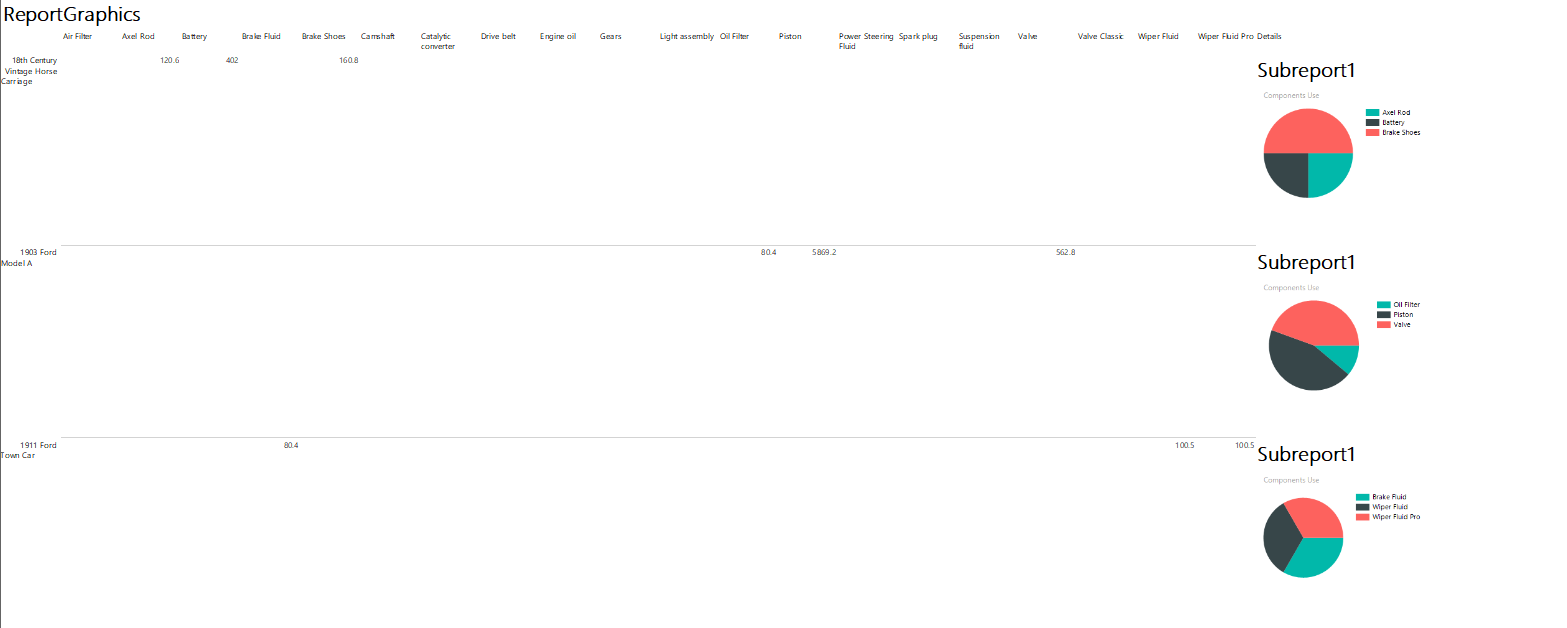 ReportGraphics
Air Filter Axel Rod Battery Brake Fluid Brake Shoes Camshaft Catalytic converter Drive belt Engine oil Gears Light assembly Oil Filter Piston Power Steering Fluid Spark plug Suspension fluid Valve Valve Classic Wiper Fluid Wiper Fluid Pro Details
18th Century 120.6 402 160.8
Vintage Horse
Carriage
Subreport1
Components Use
Axel Rod
Battery
Brake Shoes
1903 Ford 80.4 5869.2 562.8
Model A
Subreport1
Components Use
Oil Filter
Piston
Valve
1911 Ford 80.4 100.5 100.5
Town Car
Subreport1
Components Use
Brake Fluid
Wiper Fluid
Wiper Fluid Pro